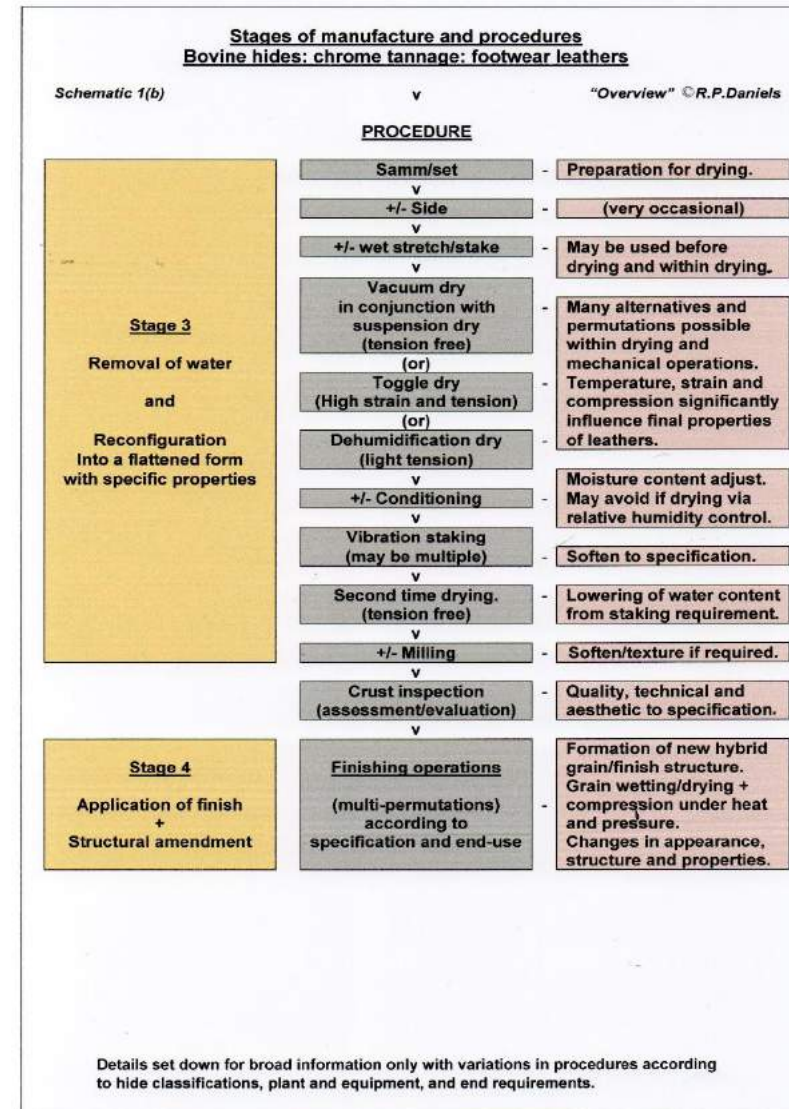 Stages of manufacture and procedures
Bovine hides: chrome tannage: footwear leathers
Schematic 1(b)
v
"Overview" ©R.P.Daniels
PROCEDURE
Stage 3
Removal of water
and
Reconfiguration
Into a flattened form
with specific properties
Samm/set - Preparation for drying.
v
+/- Side - (very occasional)
v
+/- wet stretch/stake - May be used before
drying and within drying.
v
Vacuum dry
in conjunction with
suspension dry
(tension free)
(or)
Toggle dry
(High strain and tension)
(or)
Dehumidification dry
(light tension)
- Many alternatives and
permutations possible
within drying and
mechanical operations.
- Temperature, strain and
compression significantly
influence final properties
- of leathers.
v
+/- Conditioning - Moisture content adjust.
May avoid if drying via
relative humidity control.
v
Vibration staking
(may be multiple) - Soften to specification.
v
Second time drying. - Lowering of water content
(tension free) from staking requirement.
v
+/- Milling - Soften/texture if required.
v
Crust inspection - Quality, technical and
(assessment/evaluation) aesthetic to specification.
v
Stage 4
Application of finish
+
Structural amendment
Finishing operations
(multi-permutations)
according to
specification and end-use
- Formation of new hybrid
grain/finish structure.
Grain wetting/drying +
compression under heat
and pressure.
Changes in appearance,
structure and properties.
Details set down for broad information only with variations in procedures according
to hide classifications, plant and equipment, and end requirements.